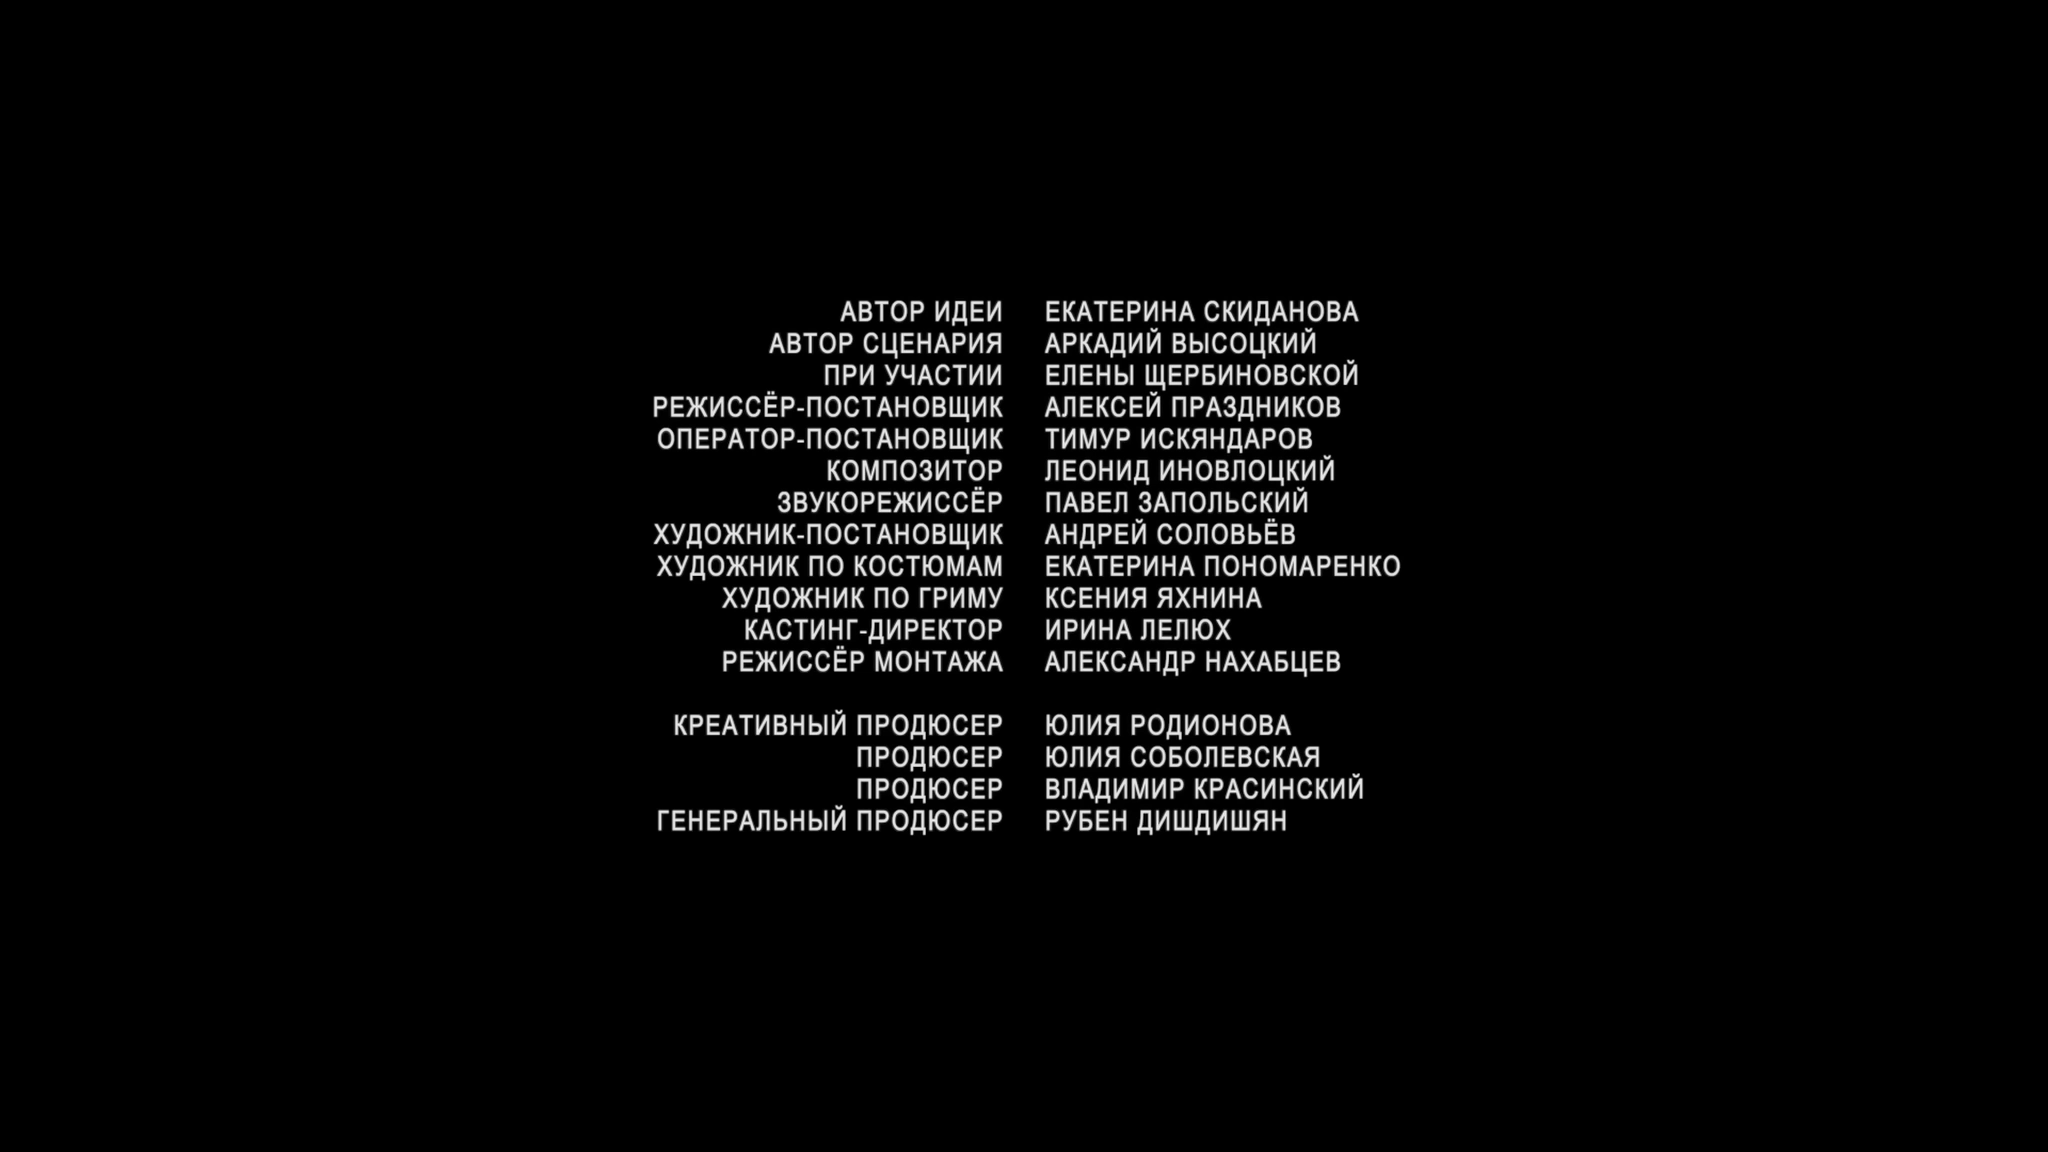 АВТОР ИДЕИ ЕКАТЕРИНА СКИДАНОВА
АВТОР СЦЕНАРИЯ АРКАДИЙ ВЫСОЦКИЙ
ПРИ УЧАСТИИ ЕЛЕНЫ ЩЕРБИНОВСКОЙ
РЕЖИССЁР-ПОСТАНОВЩИК АЛЕКСЕЙ ПРАЗДНИКОВ
ОПЕРАТОР-ПОСТАНОВЩИК ТИМУР ИСКЯНДАРОВ
КОМПОЗИТОР ЛЕОНИД ИНОВЛОЦКИЙ
ЗВУКОРЕЖИССЁР ПАВЕЛ ЗАПОЛЬСКИЙ
ХУДОЖНИК-ПОСТАНОВЩИК АНДРЕЙ СОЛОВЬЁВ
ХУДОЖНИК ПО КОСТЮМАМ ЕКАТЕРИНА ПОНОМАРЕНКО
ХУДОЖНИК ПО ГРИМУ КСЕНИЯ ЯХНИНА
КАСТИНГ-ДИРЕКТОР ИРИНА ЛЕЛЮХ
РЕЖИССЁР МОНТАЖА АЛЕКСАНДР НАХАБЦЕВ
КРЕАТИВНЫЙ ПРОДЮСЕР ЮЛИЯ РОДИОНОВА
ПРОДЮСЕР ЮЛИЯ СОБОЛЕВСКАЯ
ПРОДЮСЕР ВЛАДИМИР КРАСИНСКИЙ
ГЕНЕРАЛЬНЫЙ ПРОДЮСЕР РУБЕН ДИШДИШЯН